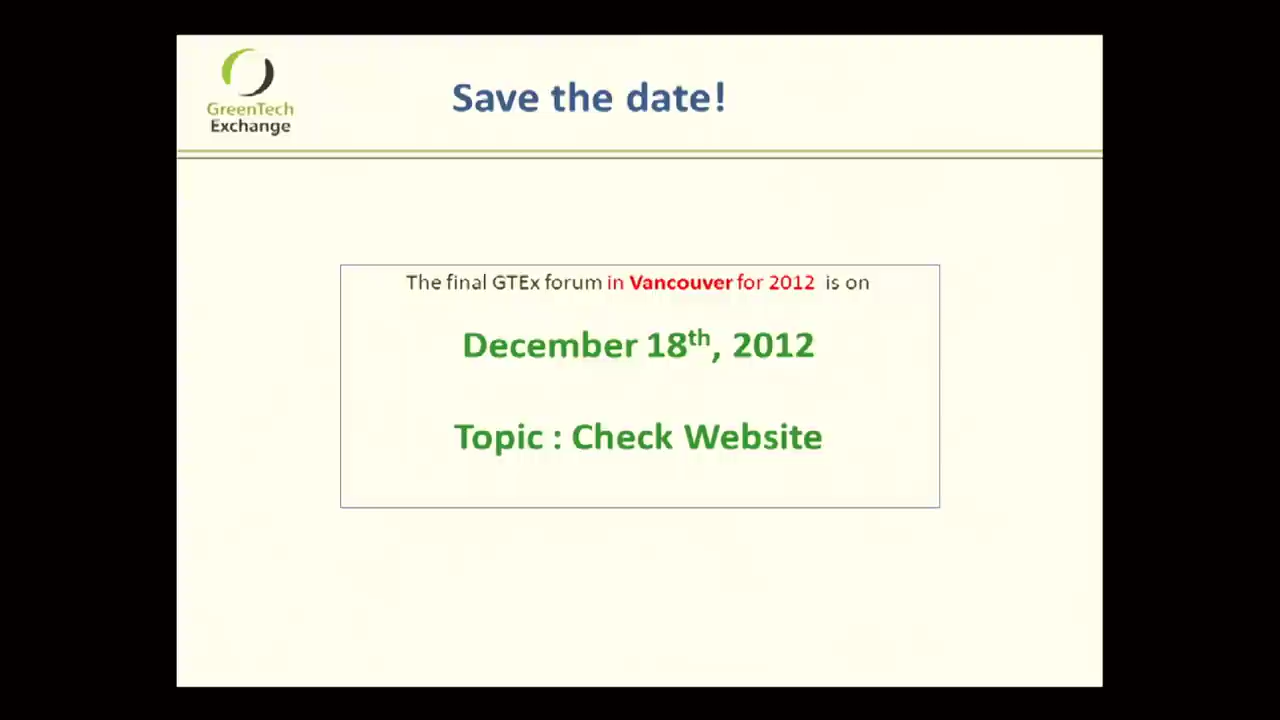 GreenTech
Exchange
Save the date!
The final GTEx forum in Vancouver for 2012 is on
December 18th, 2012
Topic : Check Website